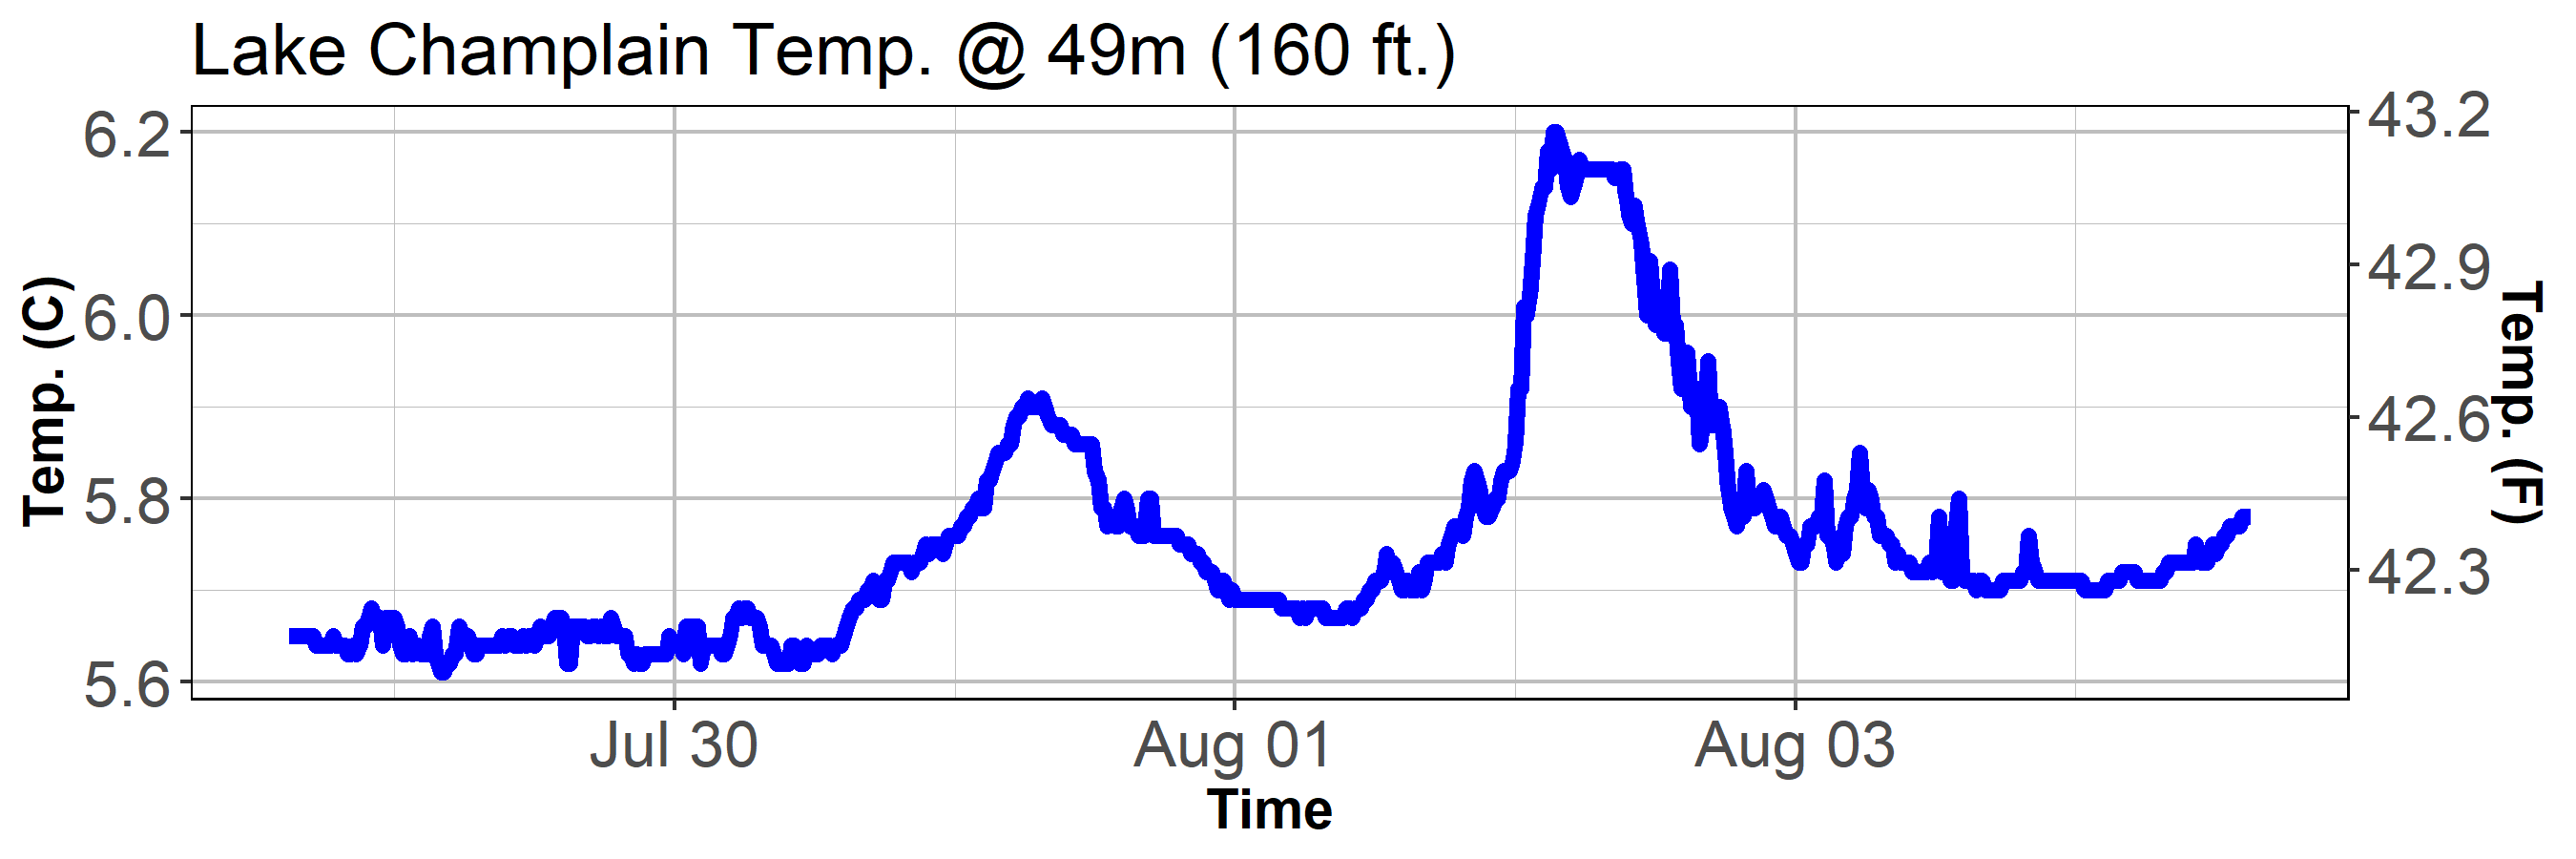 Lake Champlain Temp. @ 49m (160 ft.)
6.2
6.0
5.8
5.6
Temp. (C)
43.2
42.9
42.6
42.3
Temp. (F)
Jul 30
Aug 01
Aug 03
Time